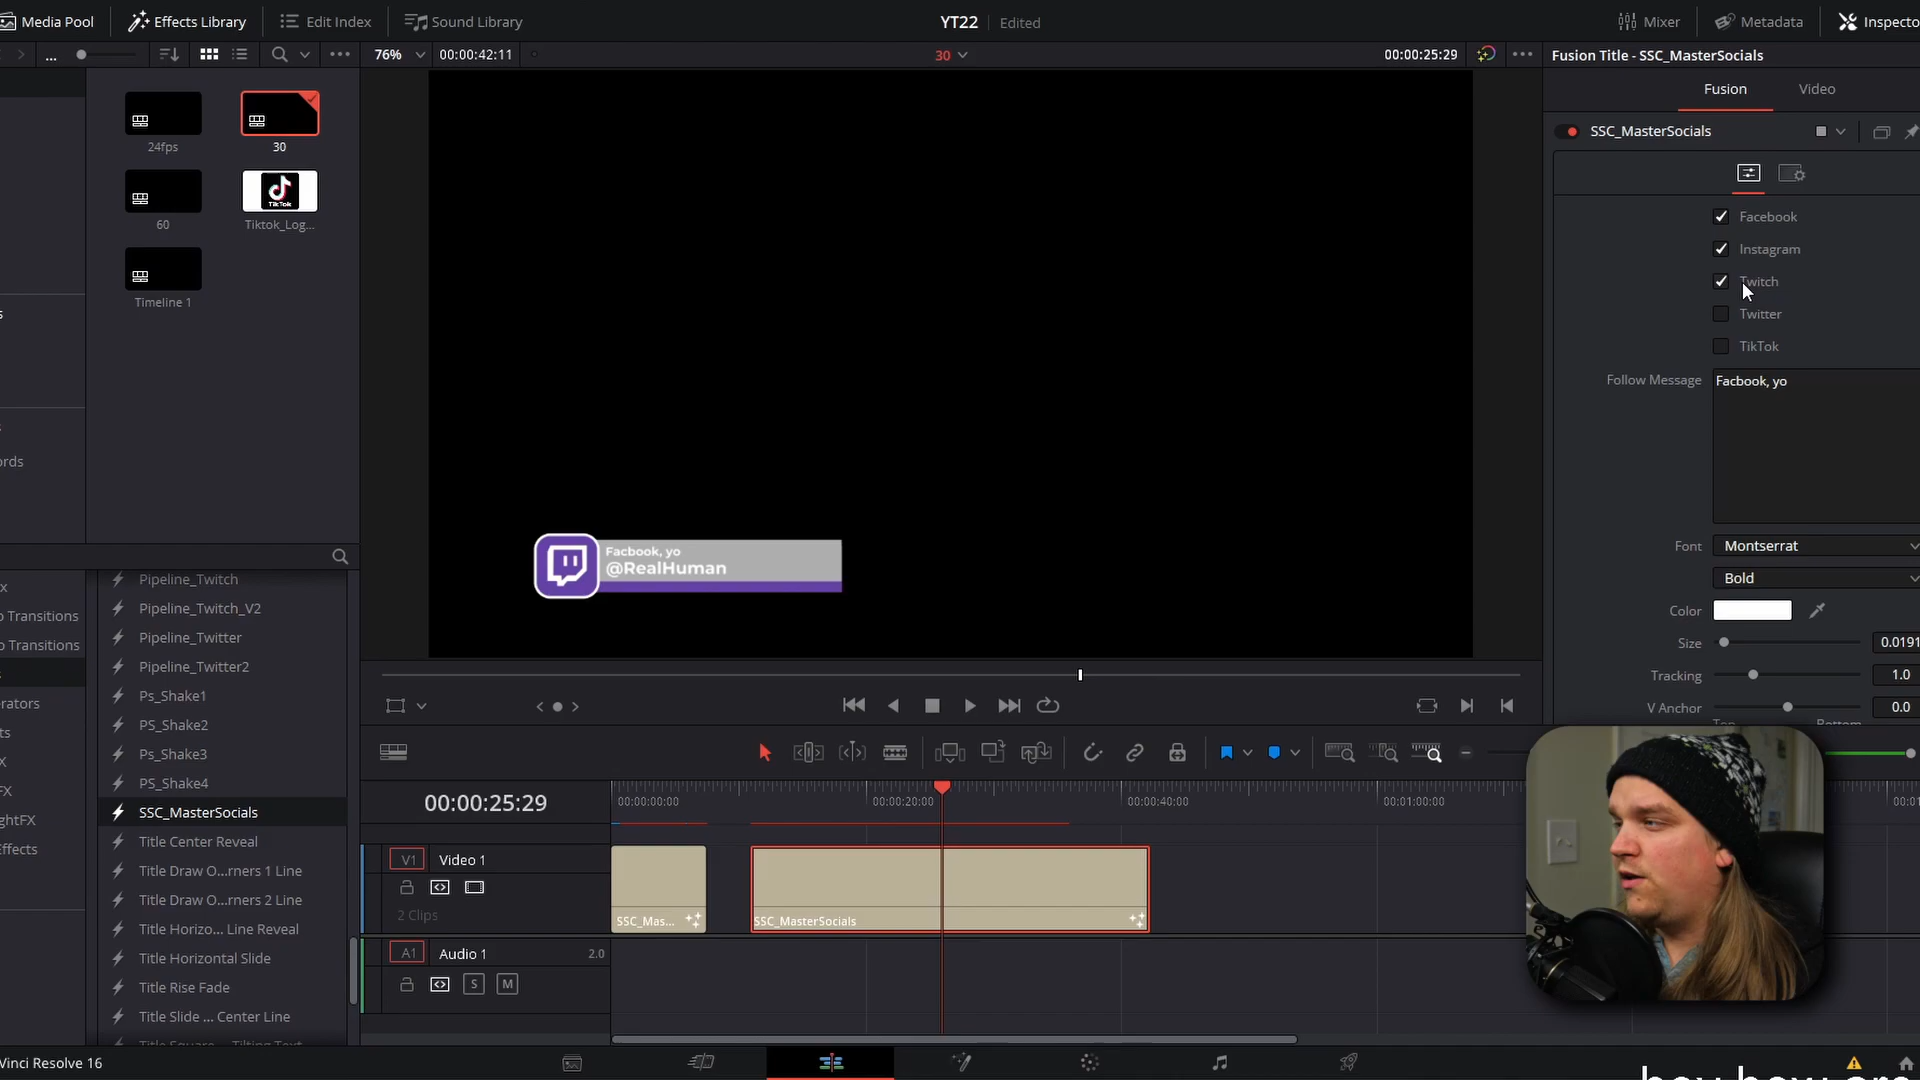 Media Pool
Effects Library
Edit Index
Sound Library
YT22
Edited
Mixer
Metadata
Inspecto
...
76%
00:00:42:11
30
00:00:25:29
Fusion Title - SSC_MasterSocials
Fusion
Video
SSC_MasterSocials
24fps
30
60
Tiktok_Log...
TikTok
Timeline 1
Facebook
Instagram
Twitch
Twitter
TikTok
Follow Message
Facbook, yo
Font
Montserrat
Bold
Color
Size
0.0191
Tracking
1.0
V Anchor
0.0
Facbook, yo
@RealHuman
s
s
ords
x
o Transitions
o Transitions
s
erators
ts
X
FX
ghtFX
Effects
Pipeline_Twitch
Pipeline_Twitch_V2
Pipeline_Twitter
Pipeline_Twitter2
Ps_Shake1
Ps_Shake2
Ps_Shake3
PS_Shake4
SSC_MasterSocials
Title Center Reveal
Title Draw O...rners 1 Line
Title Draw O...rners 2 Line
Title Horizo... Line Reveal
Title Horizontal Slide
Title Rise Fade
Title Slide ... Center Line
00:00:25:29
00:00:00:00
00:00:20:00
00:00:40:00
00:01:00:00
V1
Video 1
2 Clips
SSC_Mas...
SSC_MasterSocials
A1
Audio 1
2.0
S
M
Vinci Resolve 16